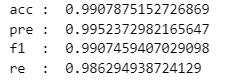 acc : 0.9907875152726869
pre : 0.9952372982165647
f1 : 0.9907459407029098
re : 0.986294938724129